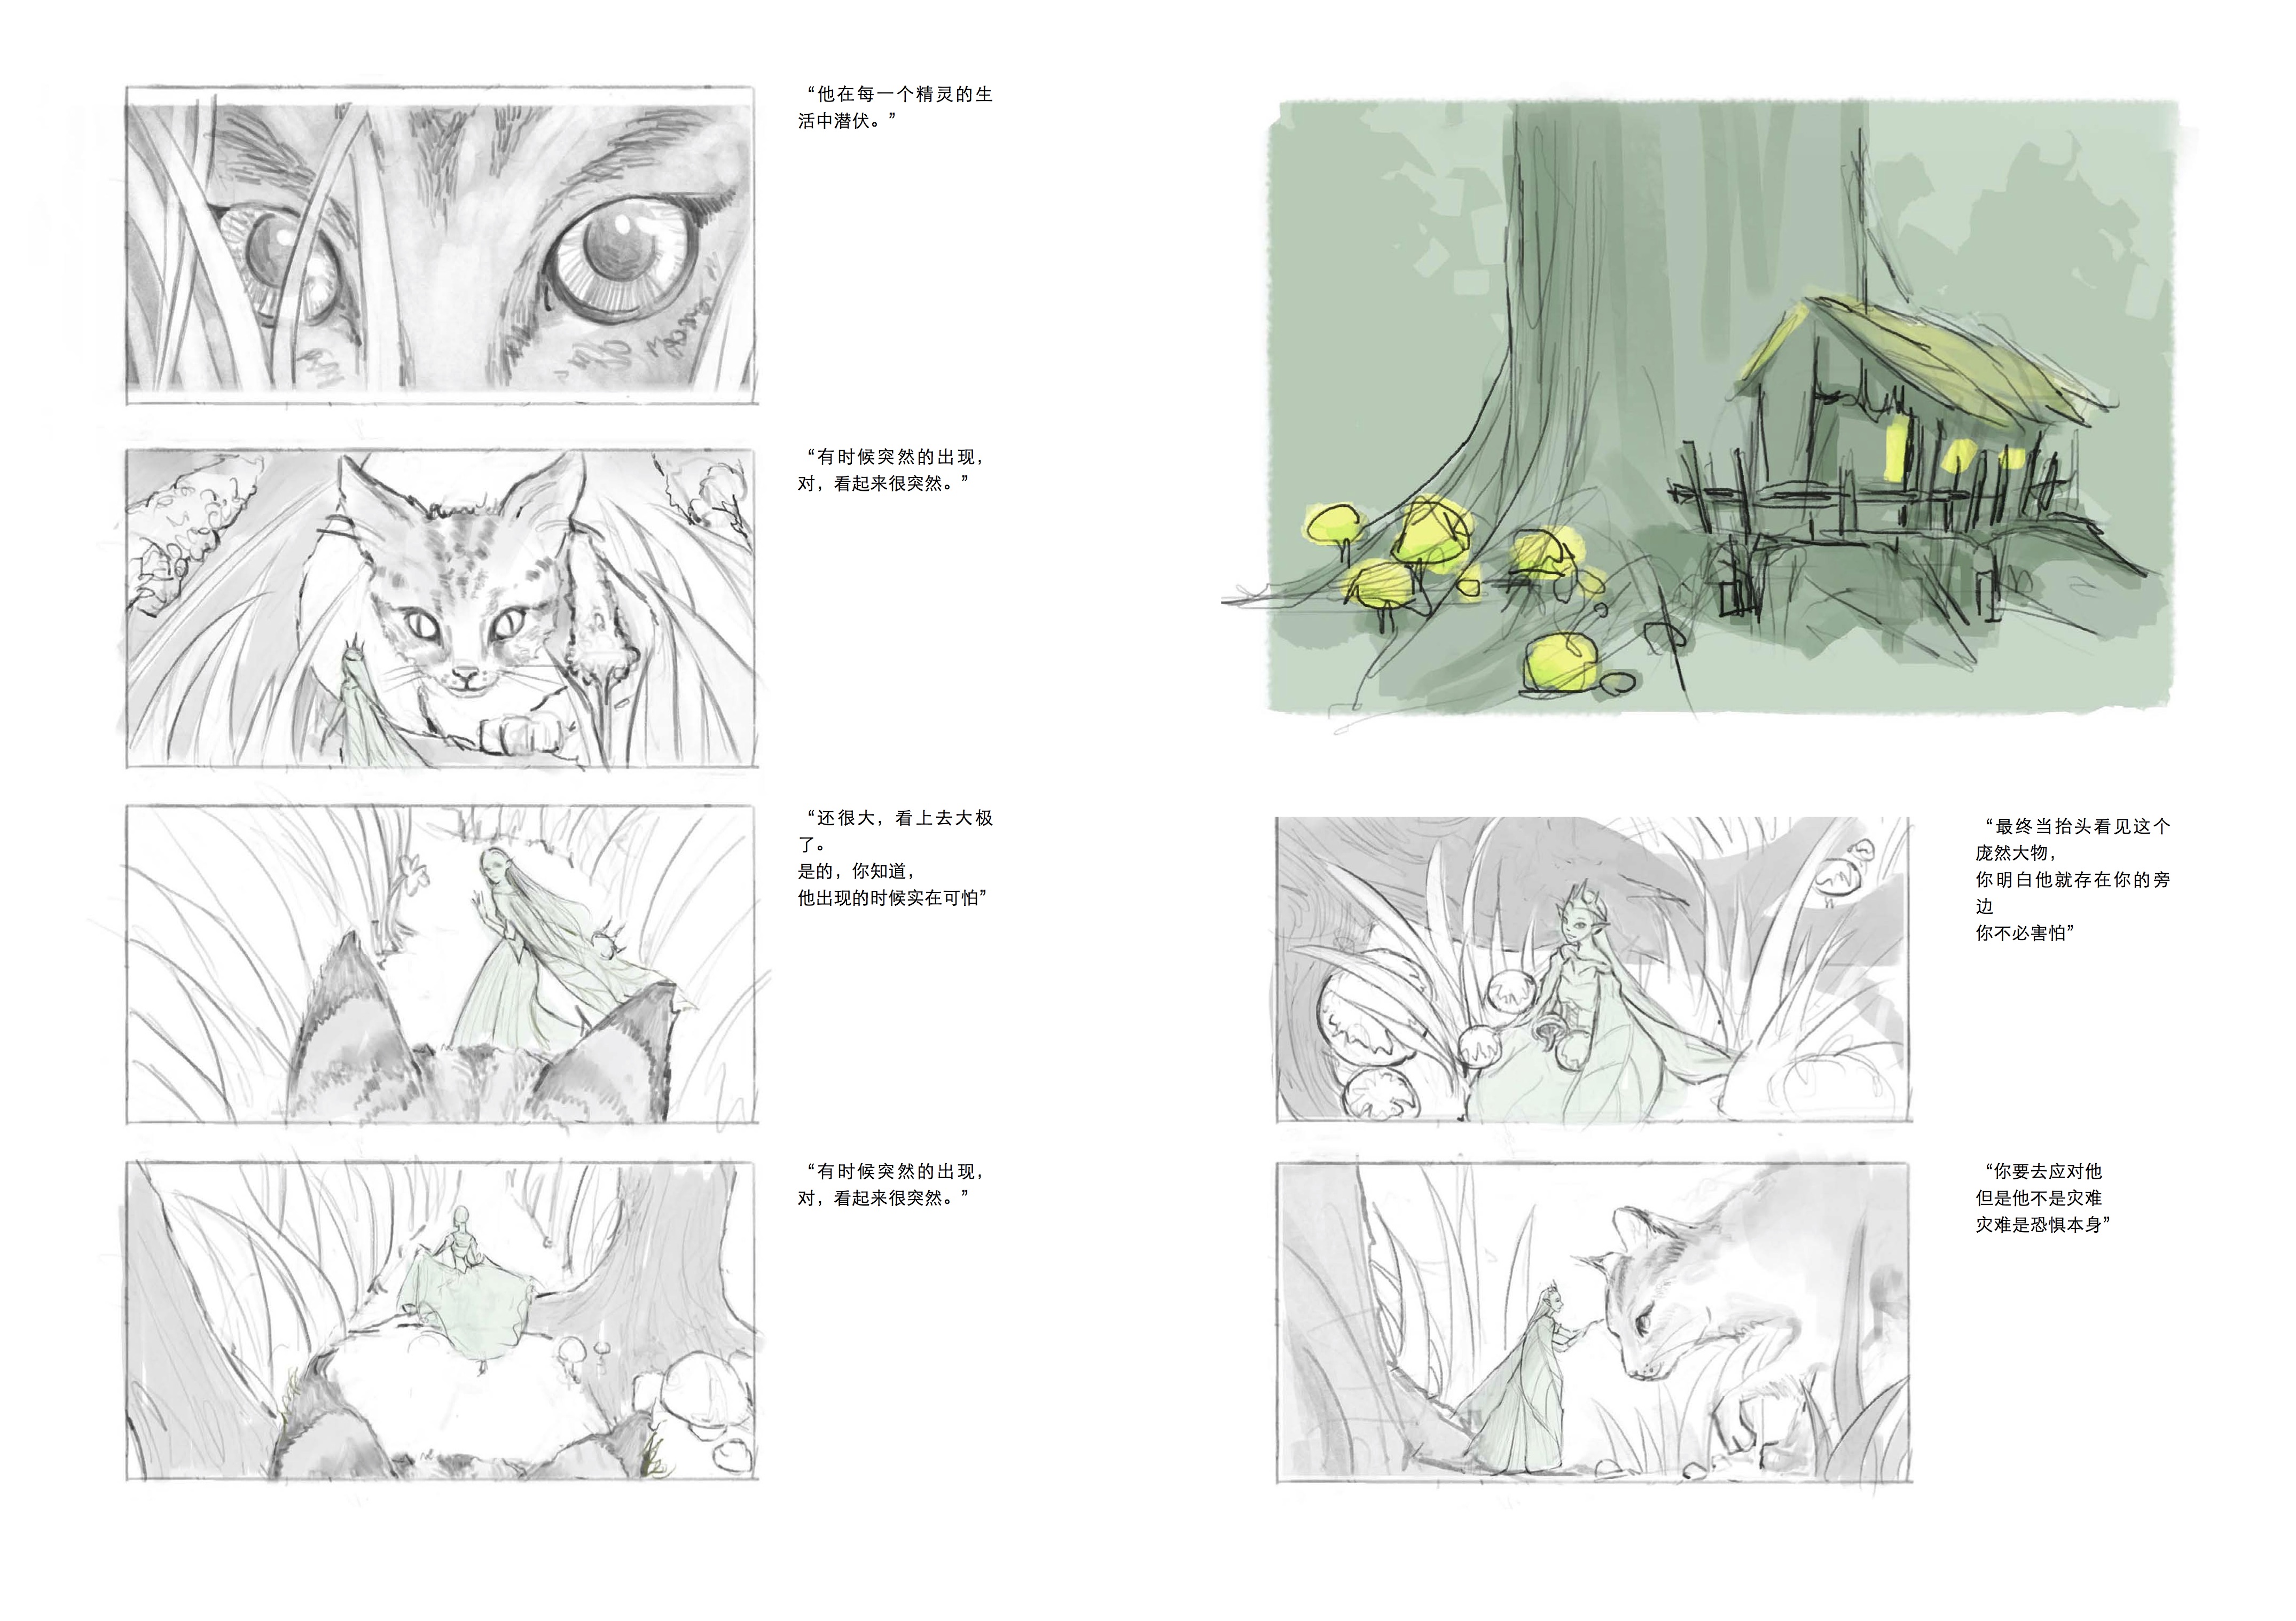 “他在每一个精灵的生
活中潜伏。”
“有时候突然的出现，
对，看起来很突然。”
“还很大，看上去大极
了。
是的，你知道，
他出现的时候实在可怕”
“有时候突然的出现，
对，看起来很突然。”
“最终当抬头看见这个
庞然大物，
你明白他就存在你的旁
边
你不必害怕”
“你要去应对他
但是他不是灾难
灾难是恐惧本身”